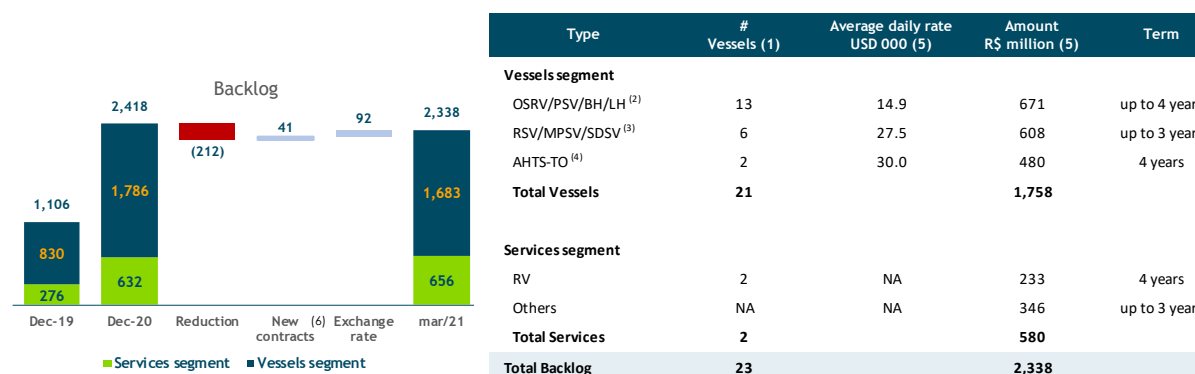 Backlog
2,418
41
92
2,338
(212)
1,786
1,683
1,106
830
632
656
276
Dec-19 Dec-20 Reduction New contracts (6) Exchange rate mar/21
Services segment Vessels segment
Type # Vessels (1) Average daily rate USD 000 (5) Amount R$ million (5) Term
Vessels segment
OSRV/PSV/BH/LH (2) 13 14.9 671 up to 4 year
RSV/MPSV/SDSV (3) 6 27.5 608 up to 3 year
AHTS-TO (4) 2 30.0 480 4 years
Total Vessels 21 1,758
Services segment
RV 2 NA 233 4 years
Others NA NA 346 up to 3 year
Total Services 2 580
Total Backlog 23 2,338